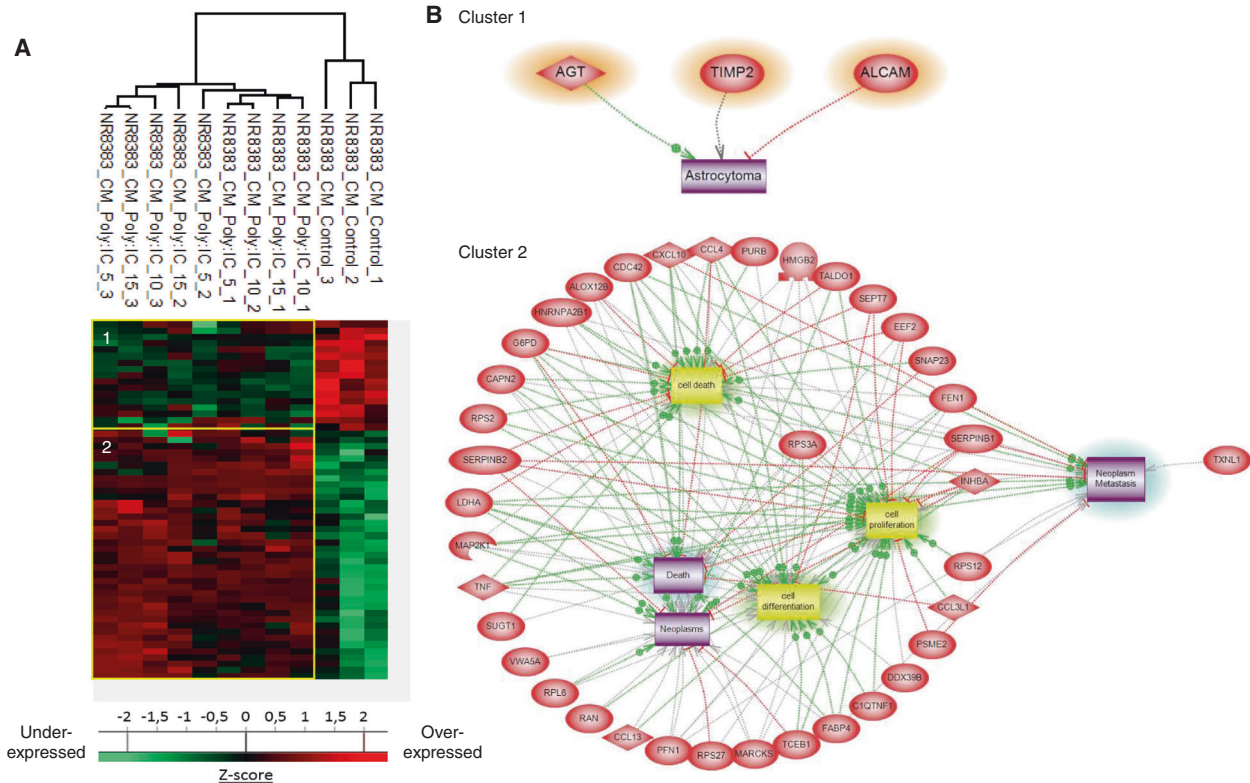 A
NR8383_CM_Poly:IC_5_3
NR8383_CM_Poly:IC_15_3
NR8383_CM_Poly:IC_10_3
NR8383_CM_Poly:IC_15_2
NR8383_CM_Poly:IC_5_2
NR8383_CM_Poly:IC_5_1
NR8383_CM_Poly:IC_10_2
NR8383_CM_Poly:IC_15_1
NR8383_CM_Poly:IC_10_1
NR8383_CM_Control_3
NR8383_CM_Control_2
NR8383_CM_Control_1
1
2
Under-
expressed
-2 -1,5 -1 -0,5 0 0,5 1 1,5 2
Over-
expressed
Z-score
B Cluster 1
AGT
TIMP2
ALCAM
Astrocytoma
Cluster 2
CXCL10
CCL4
PURB
HMGB2
CDC42
TALDO1
ALOX12B
SEPT7
HNRNPA2B1
EEF2
G6PD
SNAP23
CAPN2
cell death
FEN1
RPS2
RPS3A
SERPINB1
SERPINB2
TXNL1
Neoplasm
Metastasis
INHBA
LDHA
cell
proliferation
MAP2K1
RPS12
Death
TNF
cell
differentiation
CCL3L1
SUGT1
Neoplasms
PSME2
VWA5A
DDX39B
RPL6
C1QTNF1
RAN
FABP4
CCL13
TCEB1
PFN1
RPS27
MARCKS